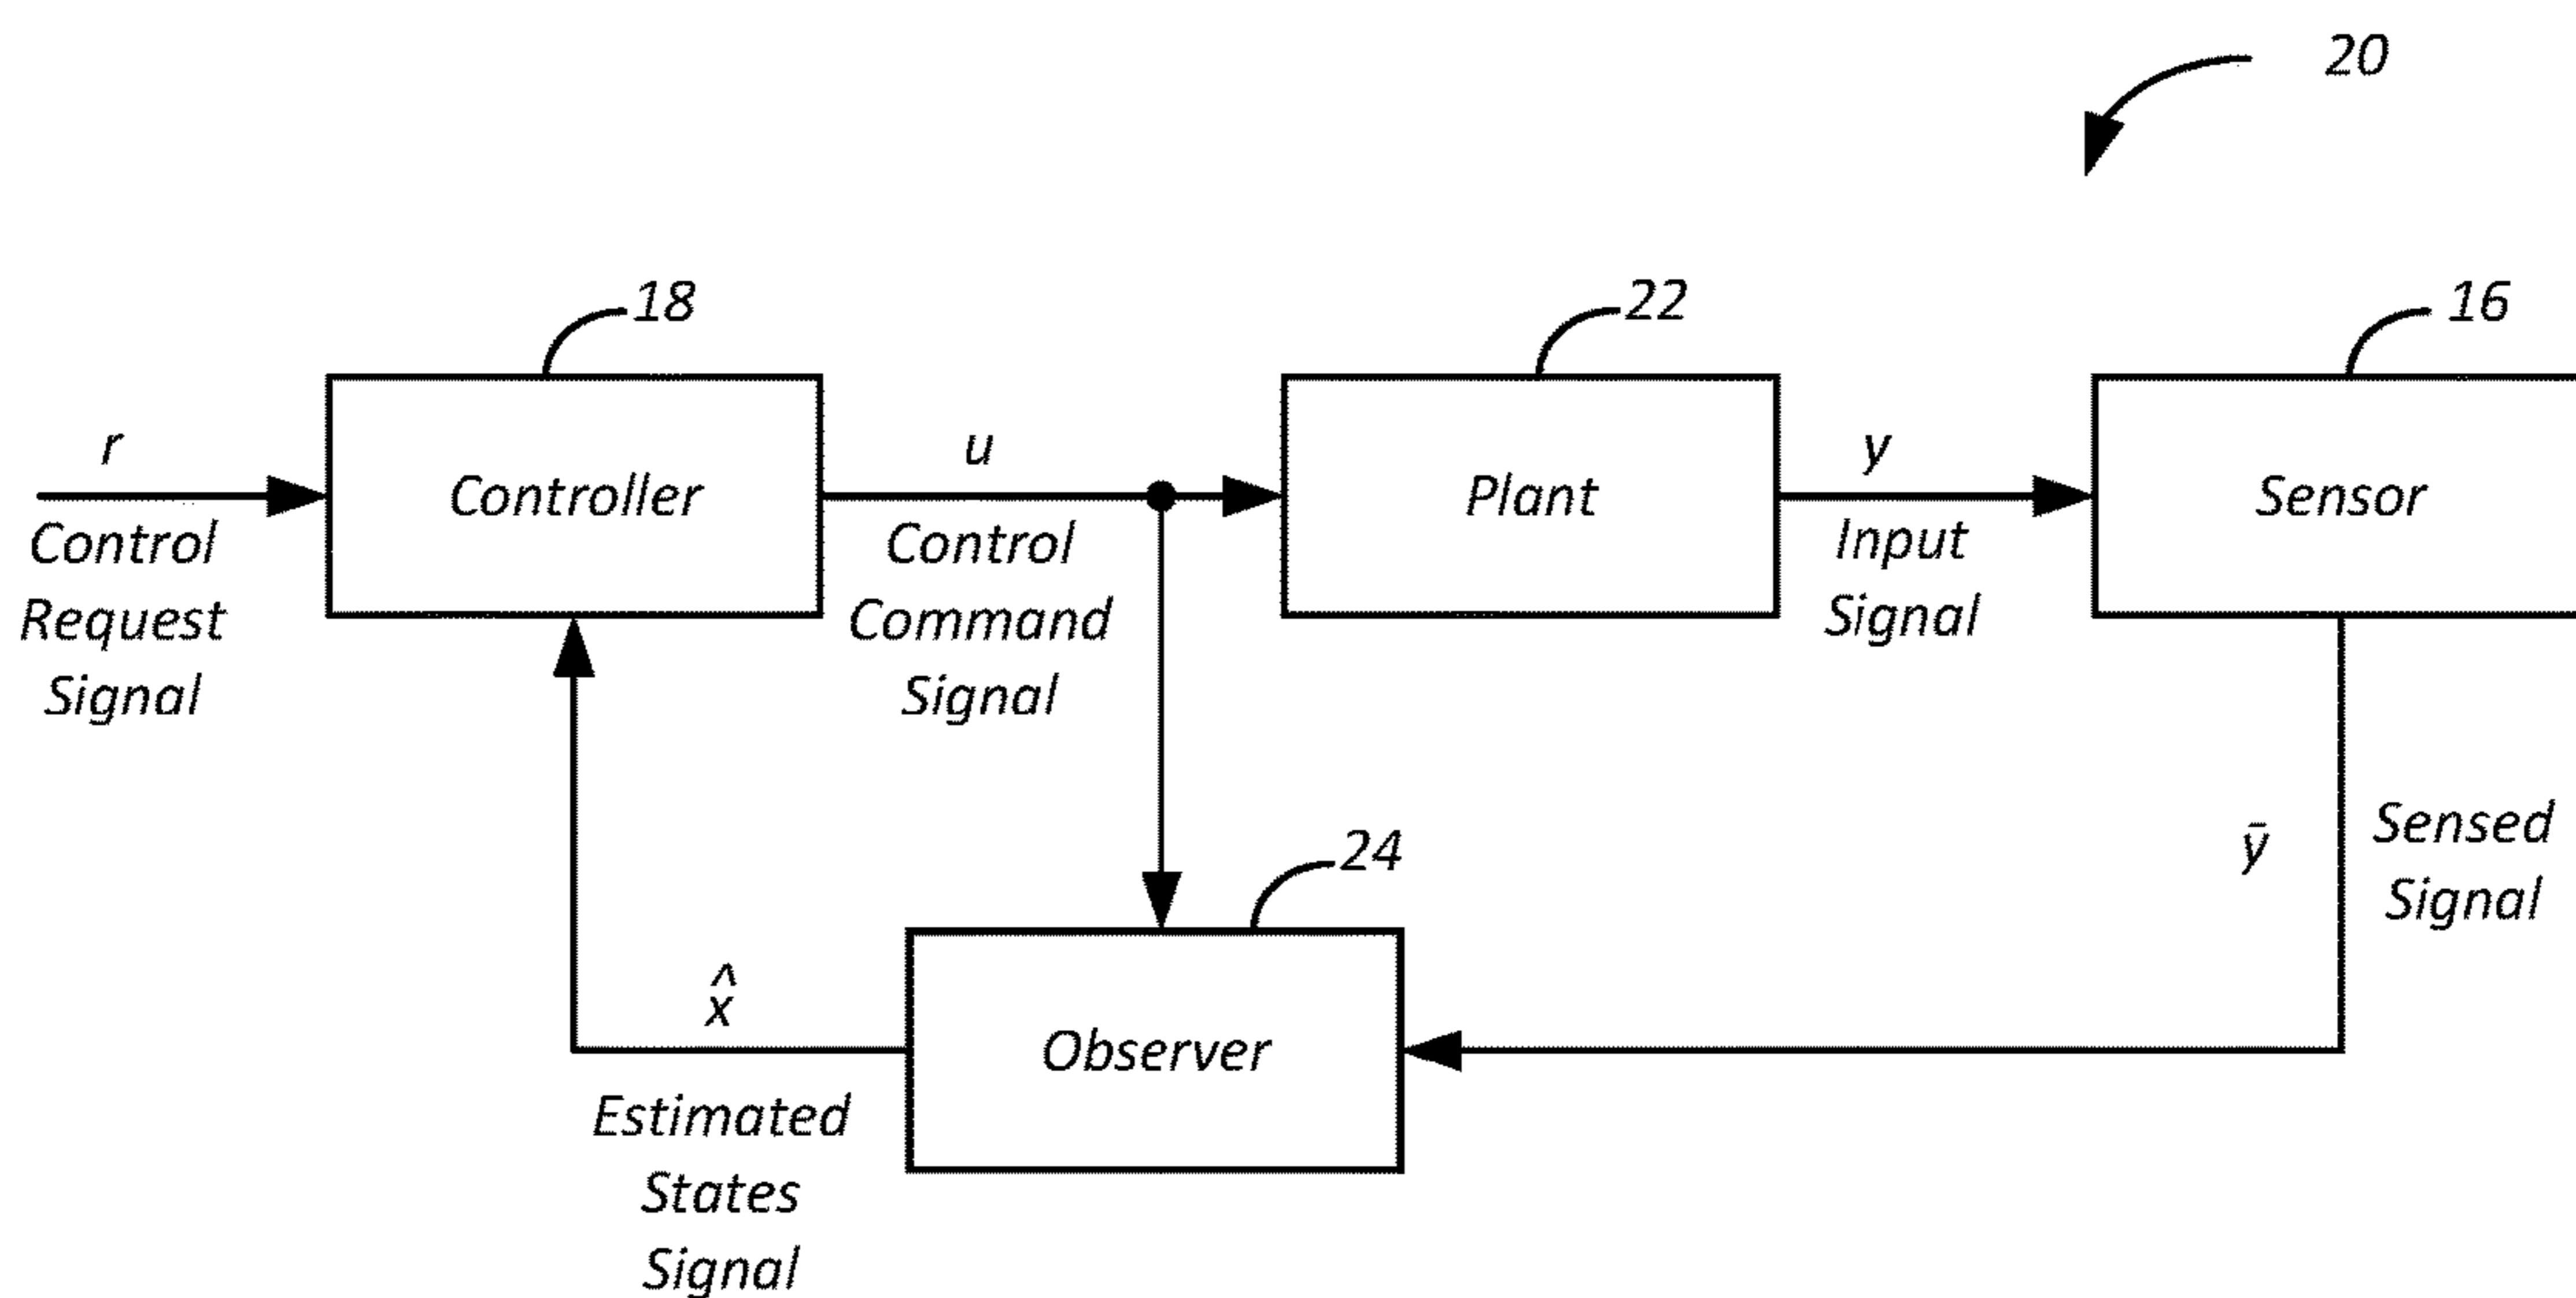 20
18
22
16
r
u
y
Controller
Plant
Sensor
Control
Request
Signal
Control
Command
Signal
Input
Signal
24
ȳ
Sensed
Signal
x̂
Observer
Estimated
States
Signal